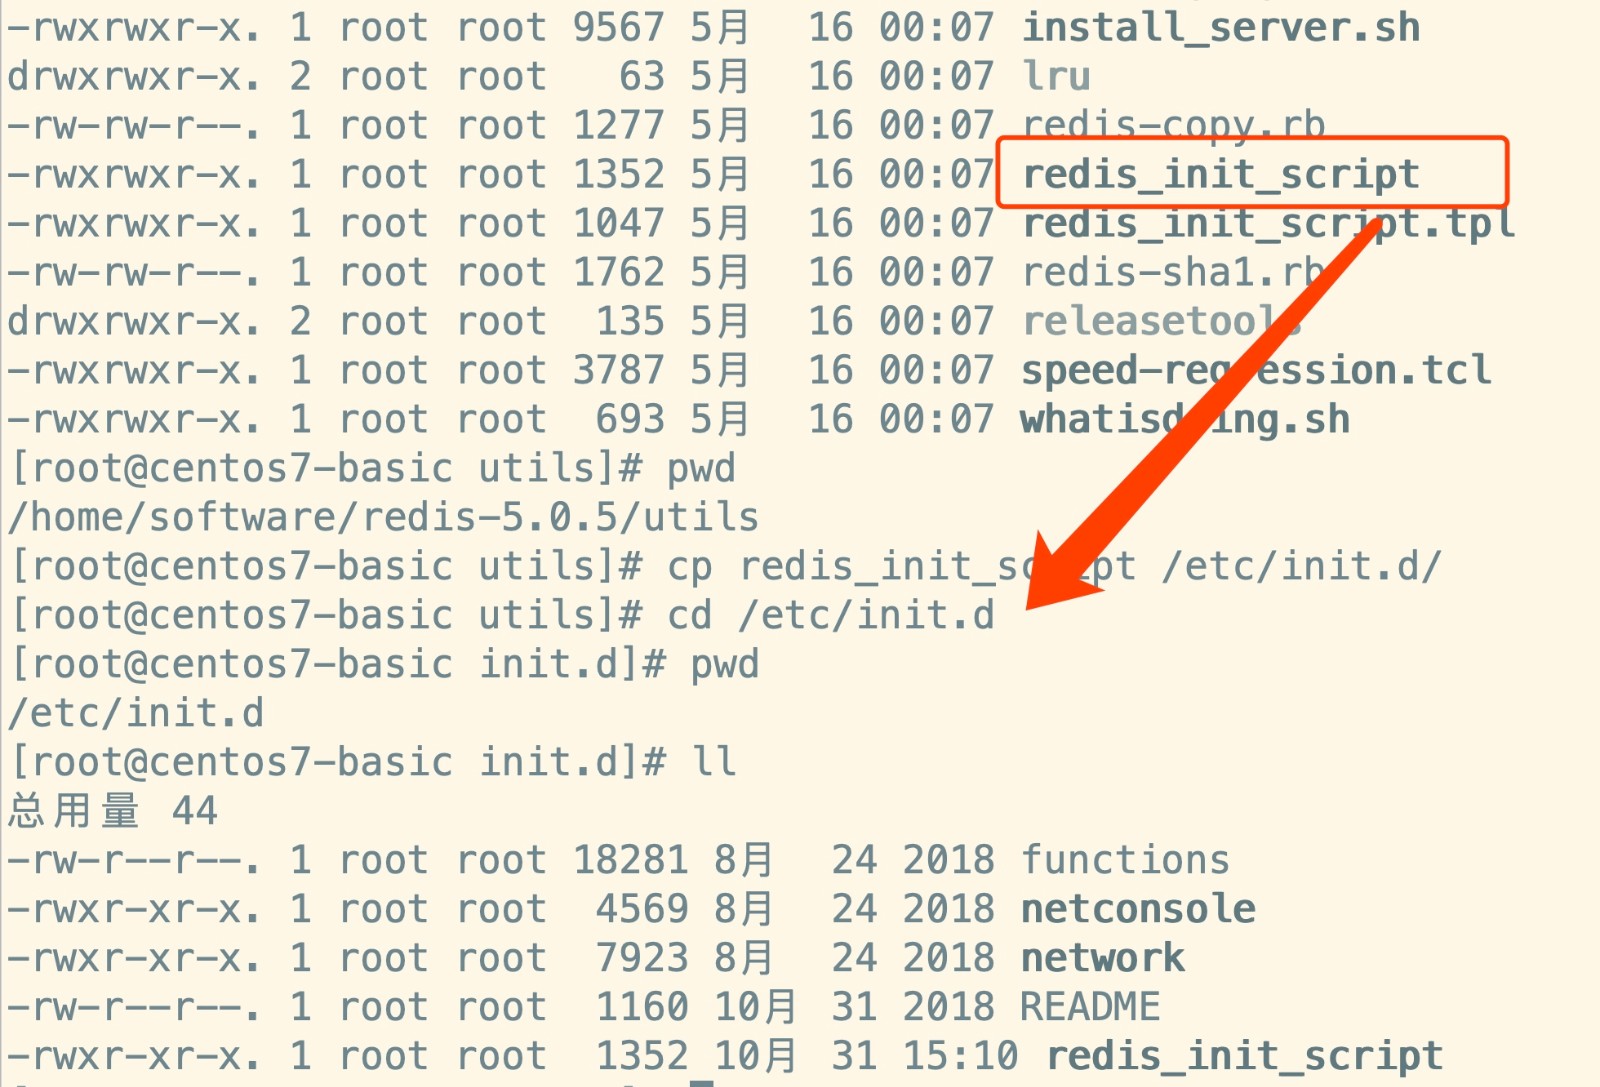 -rwxrwxr-x. 1 root root 9567 5月 16 00:07 install_server.sh
drwxrwxr-x. 2 root root 63 5月 16 00:07 lru
-rw-rw-r--. 1 root root 1277 5月 16 00:07 redis-copy.rb
-rwxrwxr-x. 1 root root 1352 5月 16 00:07 redis_init_script
-rwxrwxr-x. 1 root root 1047 5月 16 00:07 redis_init_script.tpl
-rw-rw-r--. 1 root root 1762 5月 16 00:07 redis-sha1.rb
drwxrwxr-x. 2 root root 135 5月 16 00:07 releasetools
-rwxrwxr-x. 1 root root 3787 5月 16 00:07 speed-regression.tcl
-rwxrwxr-x. 1 root root 693 5月 16 00:07 whatisdoing.sh
[root@centos7-basic utils]# pwd
/home/software/redis-5.0.5/utils
[root@centos7-basic utils]# cp redis_init_script /etc/init.d/
[root@centos7-basic utils]# cd /etc/init.d
[root@centos7-basic init.d]# pwd
/etc/init.d
[root@centos7-basic init.d]# ll
总用量 44
-rw-r--r--. 1 root root 18281 8月 24 2018 functions
-rwxr-xr-x. 1 root root 4569 8月 24 2018 netconsole
-rwxr-xr-x. 1 root root 7923 8月 24 2018 network
-rw-r--r--. 1 root root 1160 10月 31 2018 README
-rwxr-xr-x. 1 root root 1352 10月 31 15:10 redis_init_script